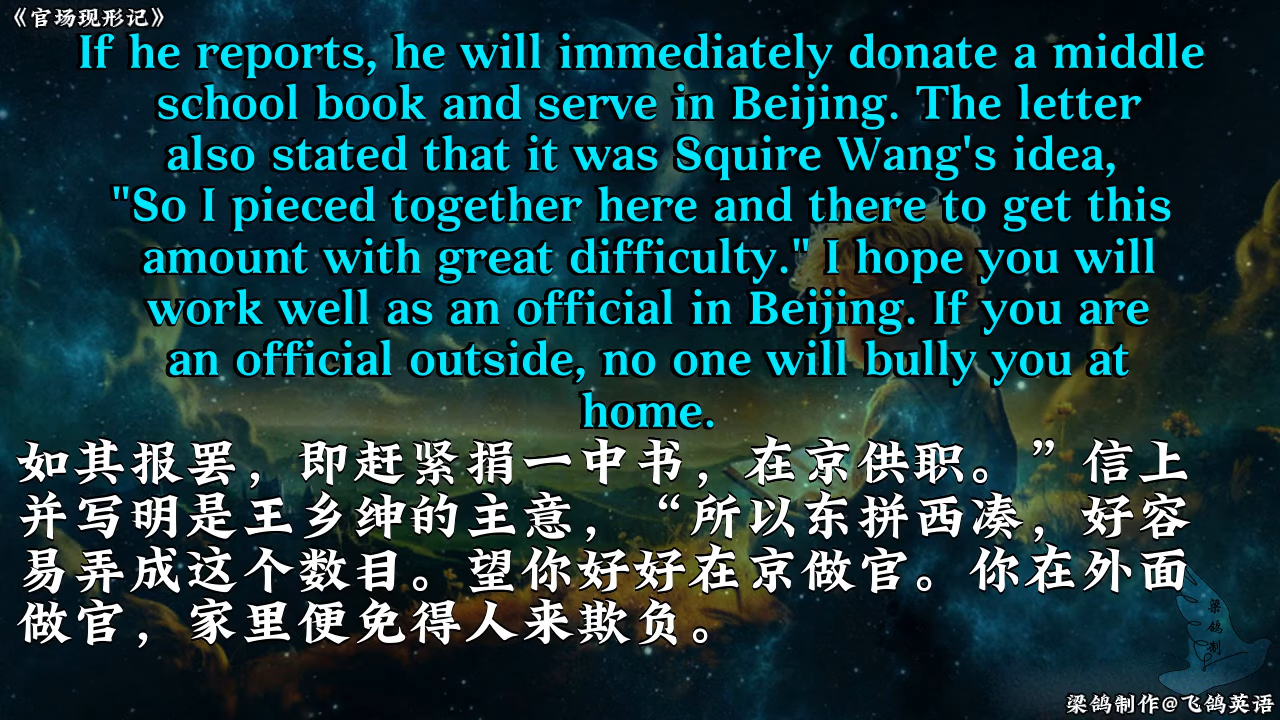 《官场现形记》
If he reports, he will immediately donate a middle
school book and serve in Beijing. The letter
also stated that it was Squire Wang's idea,
"So I pieced together here and there to get this
amount with great difficulty." I hope you will
work well as an official in Beijing. If you are
an official outside, no one will bully you at
home.
如其报罢，即赶紧捐一中书，在京供职。”信上
并写明是王乡绅的主意，“所以东拼西凑，好容
易弄成这个数目。望你好好在京做官。你在外面
做官，家里便免得人来欺负。
梁鸽制
梁鸽制作@飞鸽英语